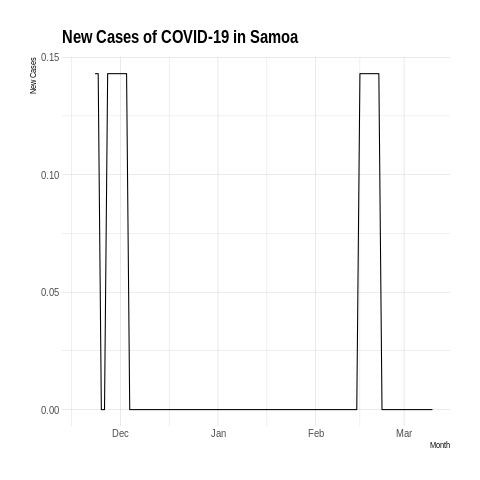 New Cases of COVID-19 in Samoa
New Cases
0.15
0.10
0.05
0.00
Dec Jan Feb Mar
Month